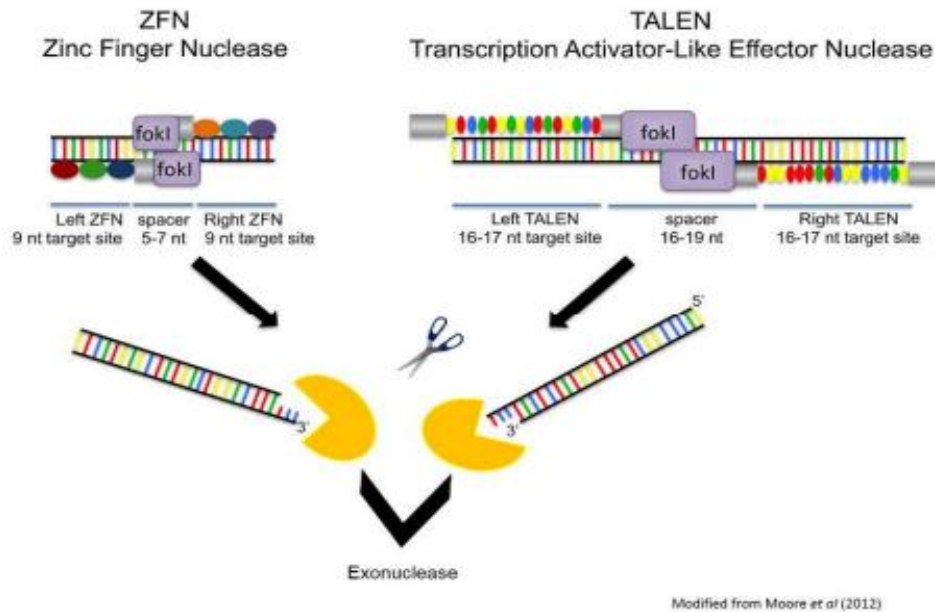 ZFN
Zinc Finger Nuclease
TALEN
Transcription Activator-Like Effector Nuclease
fokI
fokI
fokI
fokI
Left ZFN
9 nt target site
spacer
5-7 nt
Right ZFN
9 nt target site
Left TALEN
16-17 nt target site
spacer
16-19 nt
Right TALEN
16-17 nt target site
5'
3'
3'
Exonuclease
Modified from Moore et al (2012)